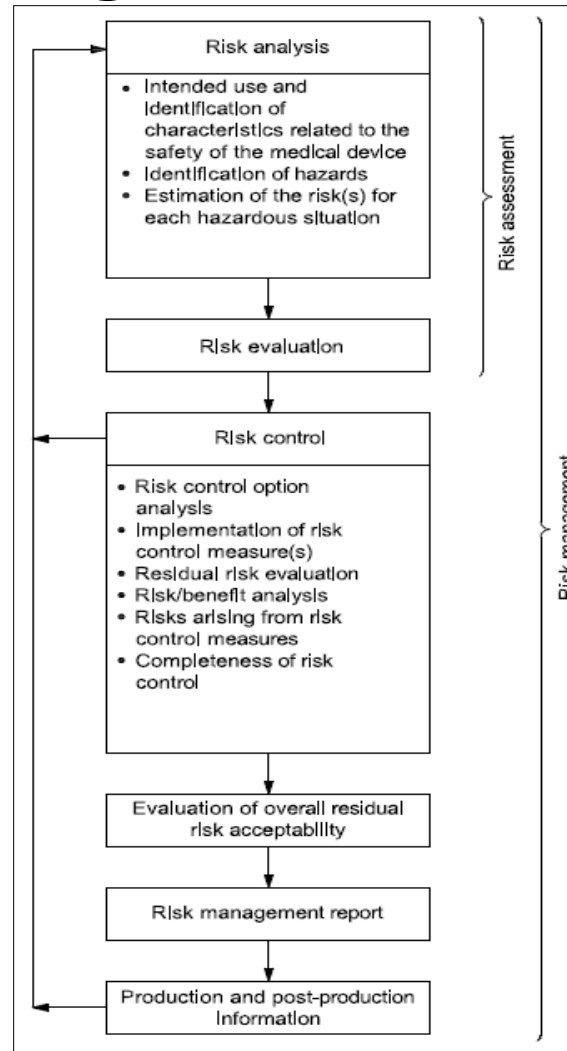 Risk analysis
• Intended use and
identification of
characteristics related to the
safety of the medical device
• Identification of hazards
• Estimation of the risk(s) for
each hazardous situation
Risk evaluation
Risk assessment
Risk control
• Risk control option
analysis
• Implementation of risk
control measure(s)
• Residual risk evaluation
• Risk/benefit analysis
• Risks arising from risk
control measures
• Completeness of risk
control
Evaluation of overall residual
risk acceptability
Risk management report
Production and post-production
information
Risk management